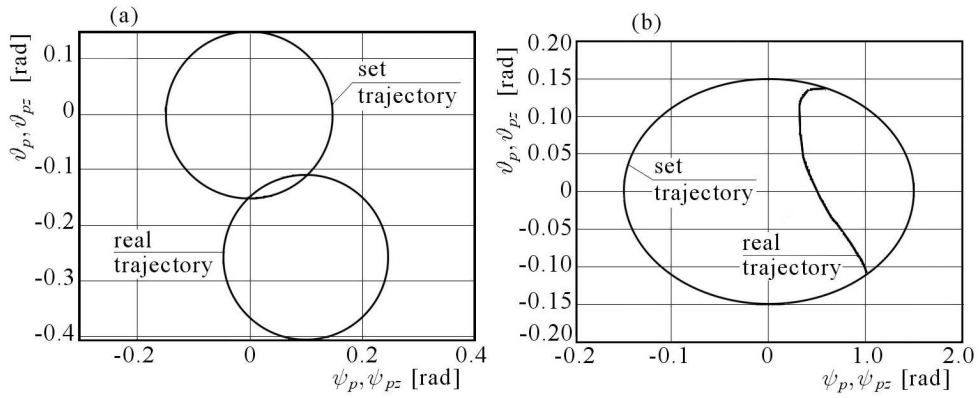 (a)
ϑp, ϑpz [rad]
0.1
0
-0.1
-0.2
-0.3
-0.4
set
trajectory
real
trajectory
-0.2
0
0.2
0.4
ψp, ψpz [rad]
(b)
ϑp, ϑpz [rad]
0.20
0.15
0.10
0.05
0
-0.05
-0.10
-0.15
-0.20
set
trajectory
real
trajectory
-0.2
-0.1
0
1.0
2.0
ψp, ψpz [rad]